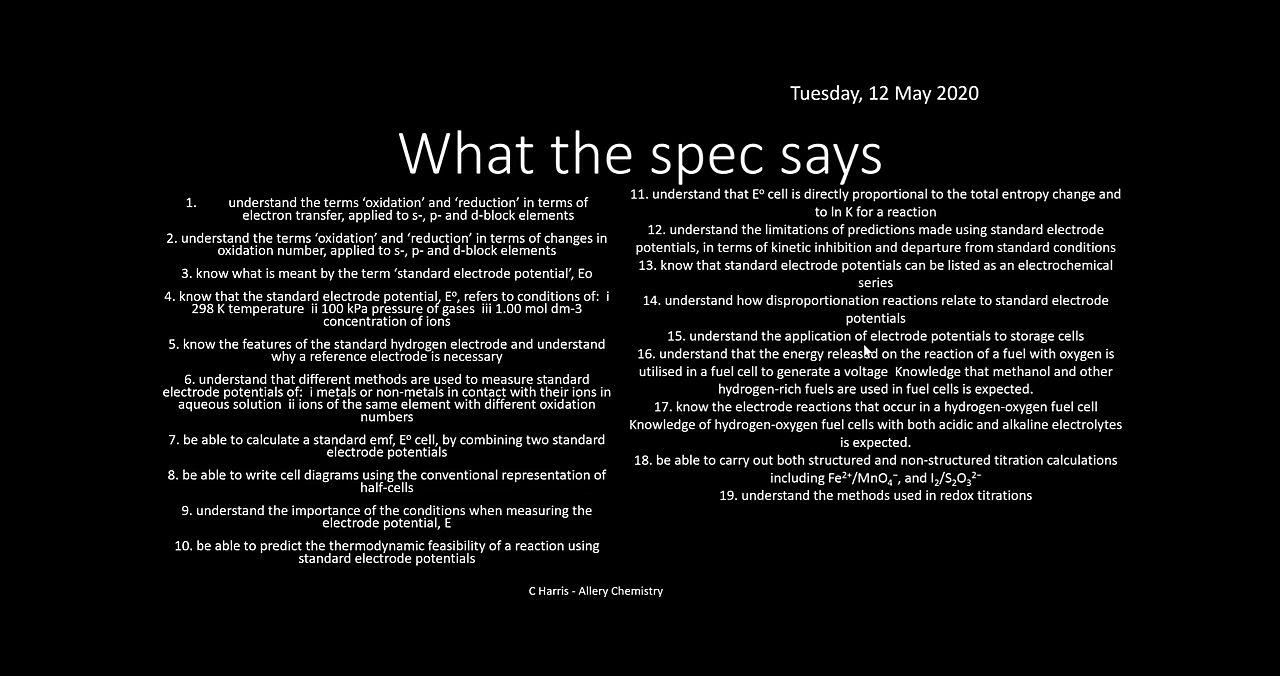 Tuesday, 12 May 2020
What the spec says
1. understand the terms ‘oxidation’ and ‘reduction’ in terms of
electron transfer, applied to s-, p- and d-block elements
2. understand the terms ‘oxidation’ and ‘reduction’ in terms of changes in
oxidation number, applied to s-, p- and d-block elements
3. know what is meant by the term ‘standard electrode potential’, Eo
4. know that the standard electrode potential, Eº, refers to conditions of: i
298 K temperature ii 100 kPa pressure of gases iii 1.00 mol dm-3
concentration of ions
5. know the features of the standard hydrogen electrode and understand
why a reference electrode is necessary
6. understand that different methods are used to measure standard
electrode potentials of: i metals or non-metals in contact with their ions in
aqueous solution ii ions of the same element with different oxidation
numbers
7. be able to calculate a standard emf, Eº cell, by combining two standard
electrode potentials
8. be able to write cell diagrams using the conventional representation of
half-cells
9. understand the importance of the conditions when measuring the
electrode potential, E
10. be able to predict the thermodynamic feasibility of a reaction using
standard electrode potentials
11. understand that Eº cell is directly proportional to the total entropy change and
to ln K for a reaction
12. understand the limitations of predictions made using standard electrode
potentials, in terms of kinetic inhibition and departure from standard conditions
13. know that standard electrode potentials can be listed as an electrochemical
series
14. understand how disproportionation reactions relate to standard electrode
potentials
15. understand the application of electrode potentials to storage cells
16. understand that the energy released on the reaction of a fuel with oxygen is
utilised in a fuel cell to generate a voltage Knowledge that methanol and other
hydrogen-rich fuels are used in fuel cells is expected.
17. know the electrode reactions that occur in a hydrogen-oxygen fuel cell
Knowledge of hydrogen-oxygen fuel cells with both acidic and alkaline electrolytes
is expected.
18. be able to carry out both structured and non-structured titration calculations
including Fe²⁺/MnO₄⁻, and I₂/S₂O₃²⁻
19. understand the methods used in redox titrations
C Harris - Allery Chemistry